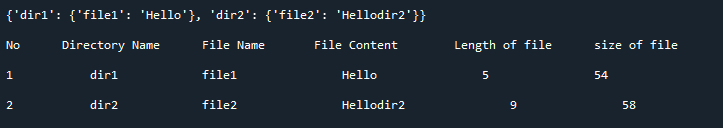 {'dir1': {'file1': 'Hello'}, 'dir2': {'file2': 'Hellodir2'}}
No Directory Name File Name File Content Length of file size of file
1 dir1 file1 Hello 5 54
2 dir2 file2 Hellodir2 9 58